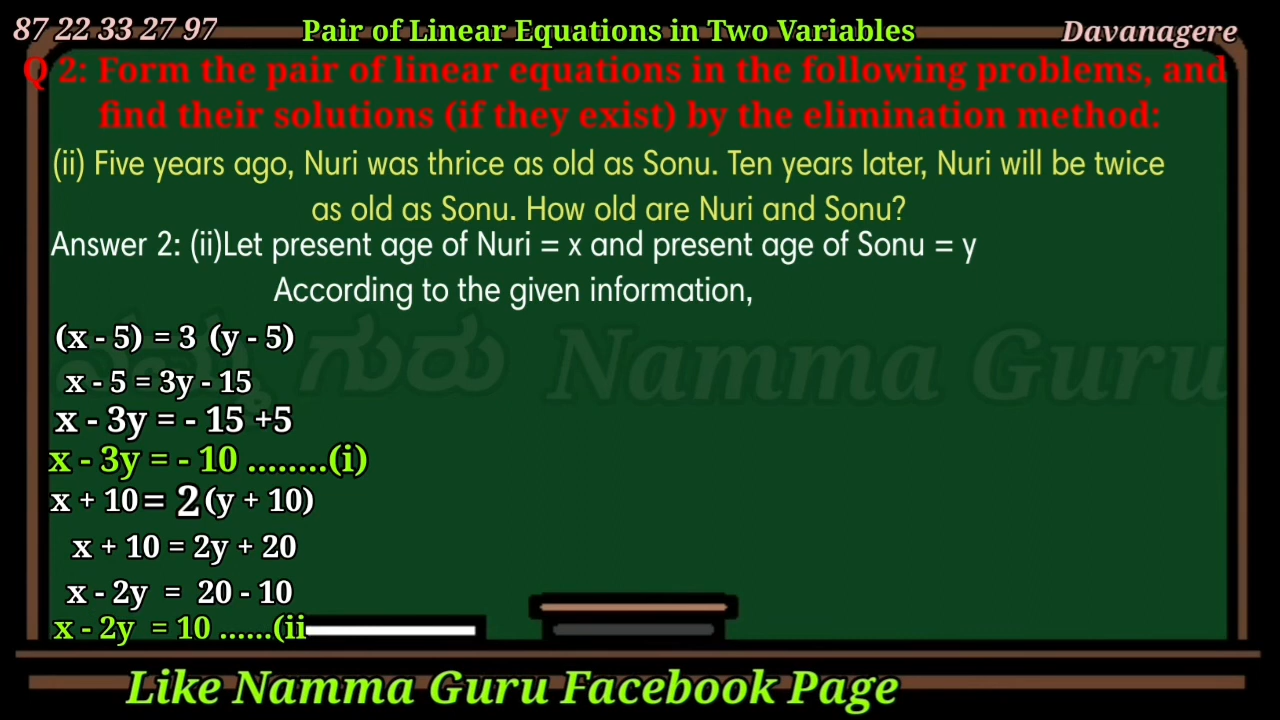 87 22 33 27 97 Pair of Linear Equations in Two Variables Davanagere
Q 2: Form the pair of linear equations in the following problems, and
find their solutions (if they exist) by the elimination method:
(ii) Five years ago, Nuri was thrice as old as Sonu. Ten years later, Nuri will be twice
as old as Sonu. How old are Nuri and Sonu?
Answer 2: (ii)Let present age of Nuri = x and present age of Sonu = y
According to the given information,
(x - 5) = 3 (y - 5)
ಗುರು Namma Guru
x - 5 = 3y - 15
x - 3y = - 15 +5
x - 3y = - 10 ........(i)
x + 10 = 2 (y + 10)
x + 10 = 2y + 20
x - 2y = 20 - 10
x - 2y = 10 ......(ii
Like Namma Guru Facebook Page